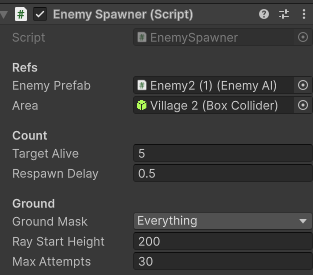 Enemy Spawner (Script)
Script EnemySpawner
Refs
Enemy Prefab Enemy2 (1) (Enemy AI)
Area Village 2 (Box Collider)
Count
Target Alive 5
Respawn Delay 0.5
Ground
Ground Mask Everything
Ray Start Height 200
Max Attempts 30